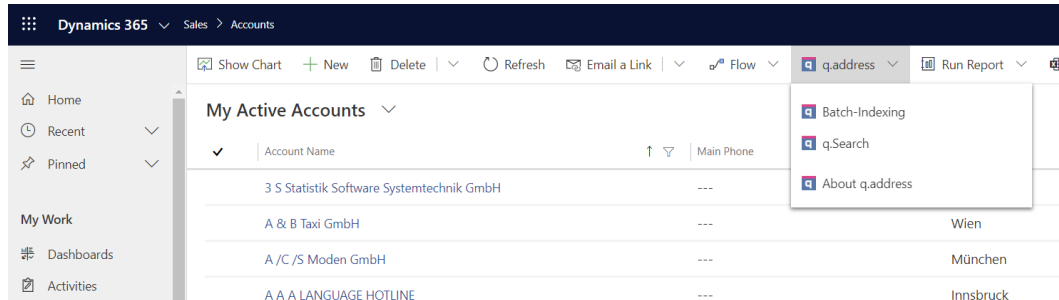 Dynamics 365 Sales > Accounts
Show Chart New Delete Refresh Email a Link Flow q.address Run Report
Home
Recent
Pinned
My Work
Dashboards
Activities
My Active Accounts
Account Name Main Phone
3 S Statistik Software Systemtechnik GmbH ---
A & B Taxi GmbH --- Wien
A /C /S Moden GmbH --- München
A A A LANGUAGE HOTLINE --- Innsbruck
q Batch-Indexing
q q.Search
q About q.address